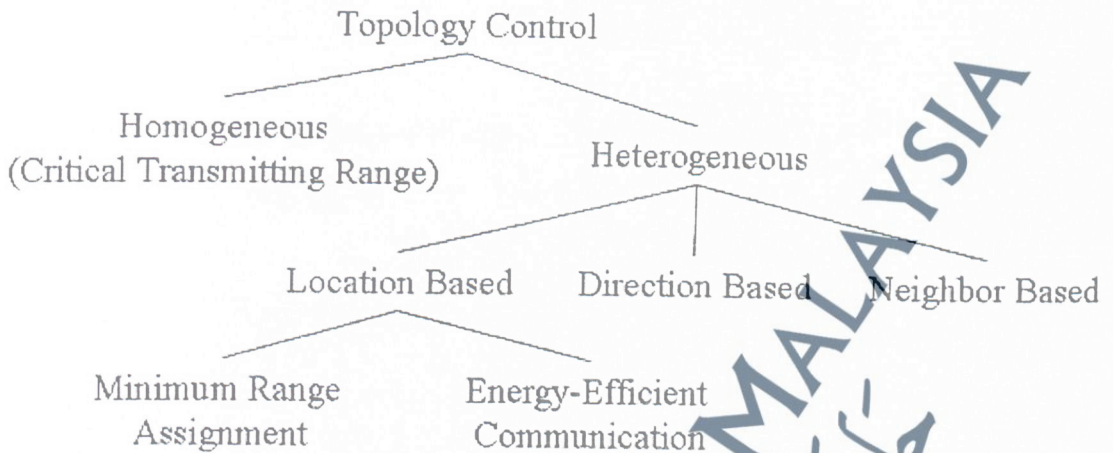 Topology Control
Homogeneous
(Critical Transmitting Range)
Heterogeneous
Location Based
Direction Based
Neighbor Based
Minimum Range
Assignment
Energy-Efficient
Communication
MALAYSIA